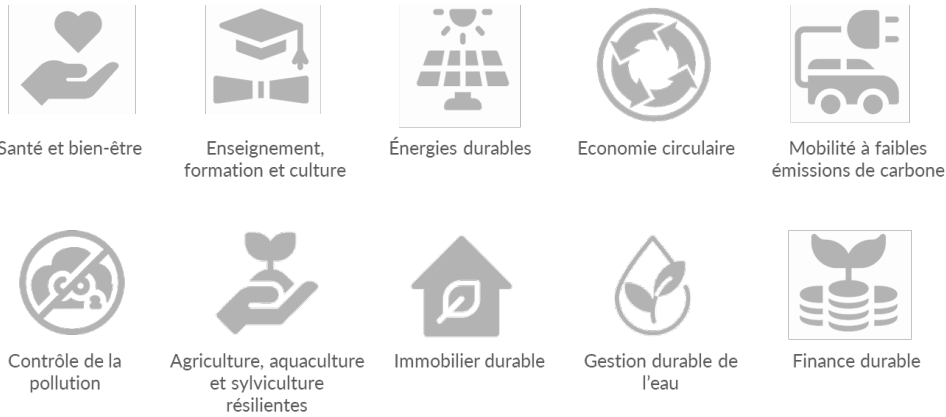 Santé et bien-être
Enseignement,
formation et culture
Énergies durables
Economie circulaire
Mobilité à faibles
émissions de carbone
Contrôle de la
pollution
Agriculture, aquaculture
et sylviculture
résilientes
Immobilier durable
Gestion durable de
l'eau
Finance durable